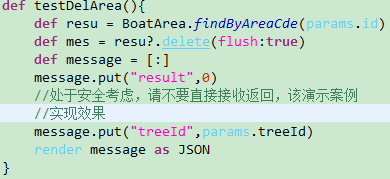 def testDelArea(){
def resu = BoatArea.findByAreaCde(params.id)
def mes = resu?.delete(flush:true)
def message = [:]
message.put("result",0)
//处于安全考虑，请不要直接接收返回，该演示案例
//实现效果
message.put("treeId",params.treeId)
render message as JSON
}